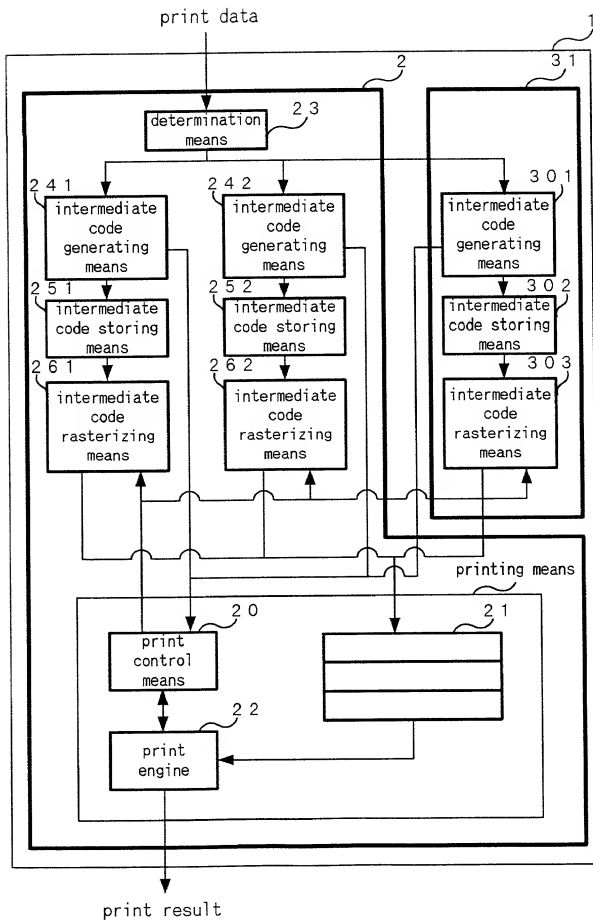 print data
1
2
31
23
determination
means
241
intermediate
code
generating
means
242
intermediate
code
generating
means
301
intermediate
code
generating
means
251
intermediate
code storing
means
252
intermediate
code storing
means
302
intermediate
code storing
means
261
intermediate
code
rasterizing
means
262
intermediate
code
rasterizing
means
303
intermediate
code
rasterizing
means
printing means
20
print
control
means
21
22
print
engine
print result